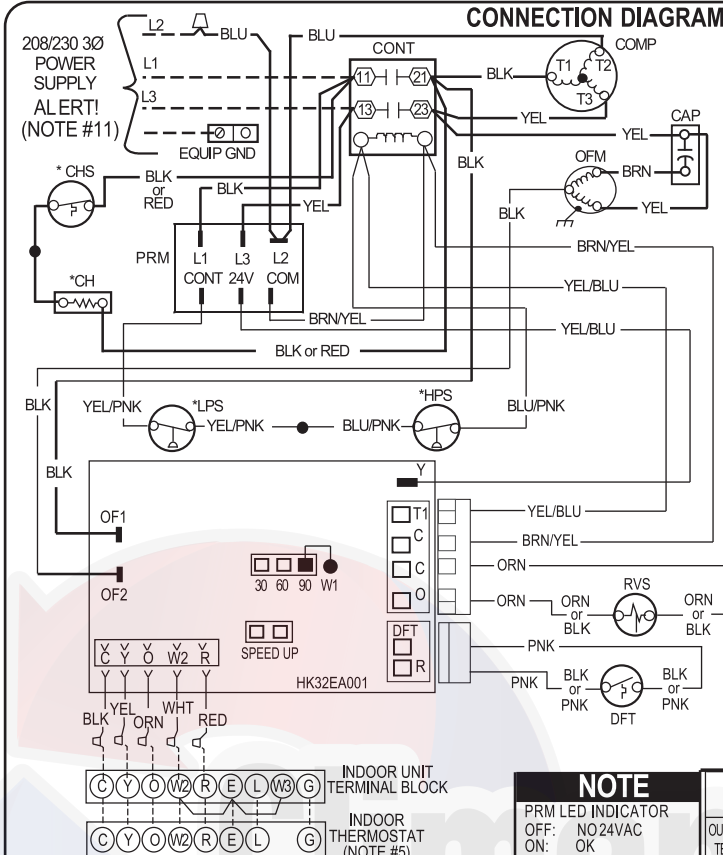 CONNECTION DIAGRAM
208/230 3Ø
POWER
SUPPLY
ALERT!
(NOTE #11)
L2
BLU
BLU
L1
L3
EQUIP GND
CONT
11
21
13
23
BLK
YEL
COMP
T1
T2
T3
CAP
YEL
BRN
YEL
OFM
* CHS
BLK
or
RED
BLK
YEL
BLK
BLK
PRM
L1
L3
L2
CONT
24V
COM
*CH
BRN/YEL
BRN/YEL
YEL/BLU
YEL/BLU
BLK or RED
BLK
YEL/PNK
*LPS
YEL/PNK
BLU/PNK
*HPS
BLU/PNK
BLK
Y
OF1
OF2
T1
C
C
O
YEL/BLU
BRN/YEL
ORN
ORN
ORN
or
BLK
RVS
ORN
or
BLK
30
60
90
W1
SPEED UP
DFT
R
PNK
PNK
BLK
or
PNK
DFT
BLK
or
PNK
C Y O W2 R
HK32EA001
BLK
YEL
ORN
WHT
RED
C Y O W2 R E L W3 G
INDOOR UNIT
TERMINAL BLOCK
C Y O W2 R E L G
INDOOR
THERMOSTAT
(NOTE #5)
NOTE
PRM LED INDICATOR
OFF: NO 24VAC
ON: OK